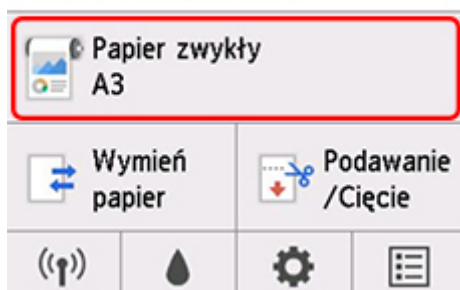 Papier zwykły
A3
Wymień
papier
Podawanie
/Cięcie